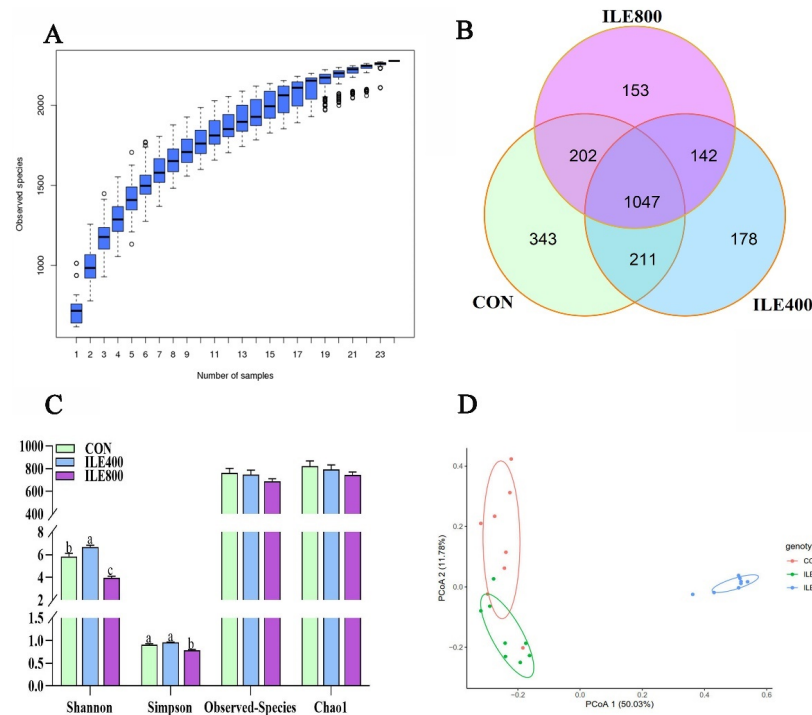 A
Observed species
2000
1500
1000
1 2 3 4 5 6 7 8 9 11 13 15 17 19 21 23
Number of samples
B
ILE800
153
202
142
1047
343
211
178
CON
ILE400
C
CON
ILE400
ILE800
1000
800
600
400
8
6
4
2
1.5
1.0
0.5
0.0
b a c
a a b
Shannon Simpson Observed-Species Chao1
D
PCoA 2 (11.78%)
0.4
0.2
0.0
−0.2
−0.2 0.0 0.2 0.4 0.6
PCoA 1 (50.03%)
genoty
CO
ILE
ILE